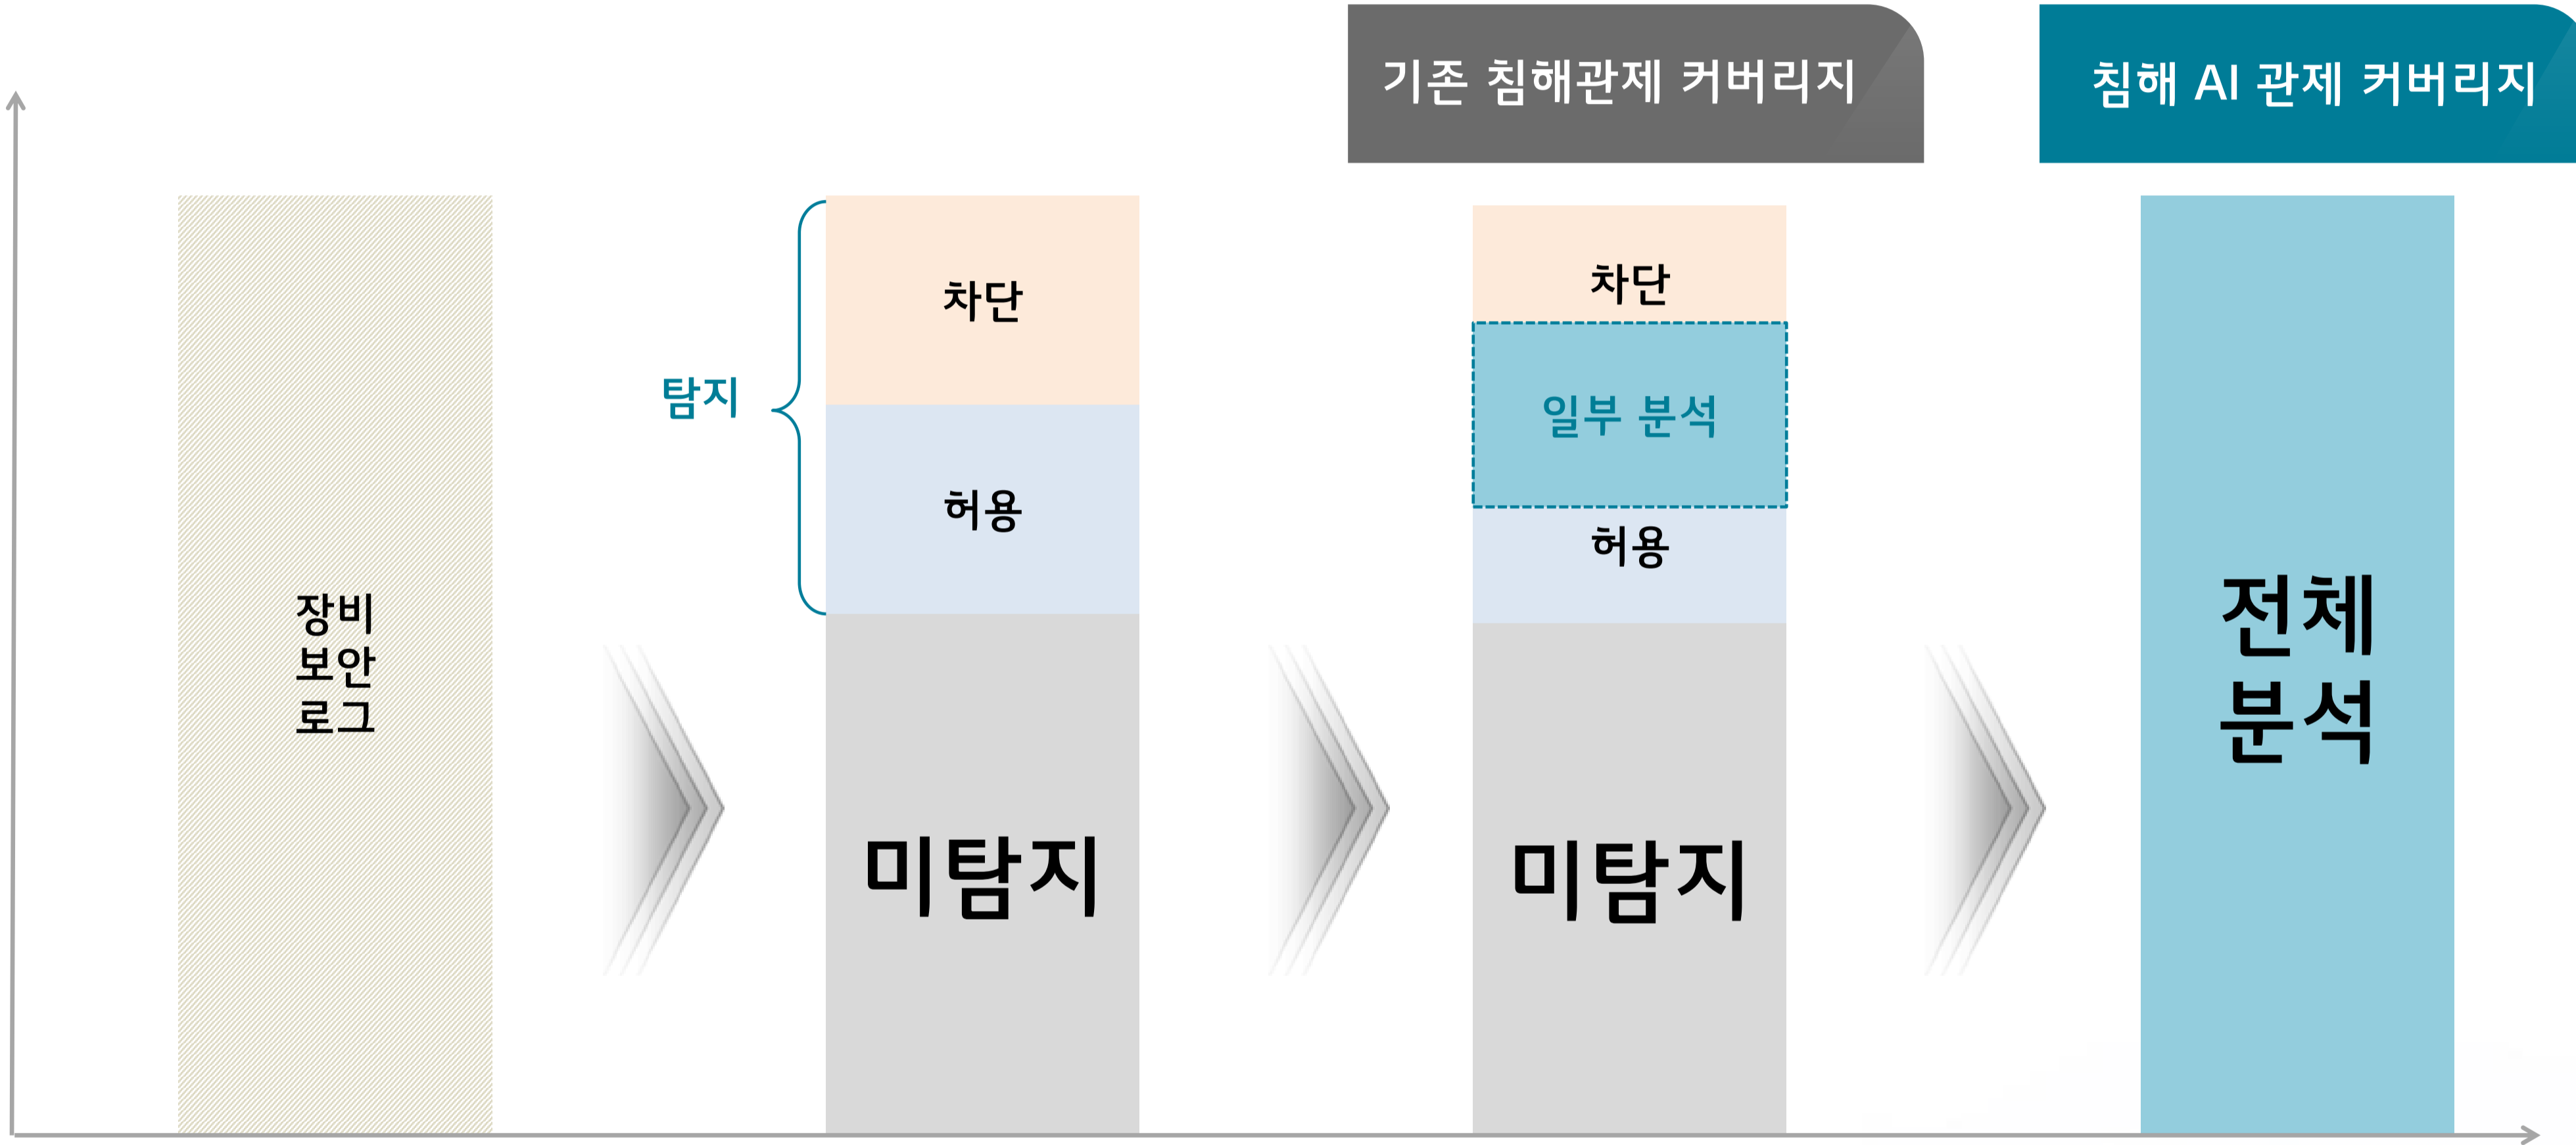 기존 침해관제 커버리지
침해 AI 관제 커버리지
장비
보안
로그
탐지
차단
허용
미탐지
차단
일부 분석
허용
미탐지
전체
분석